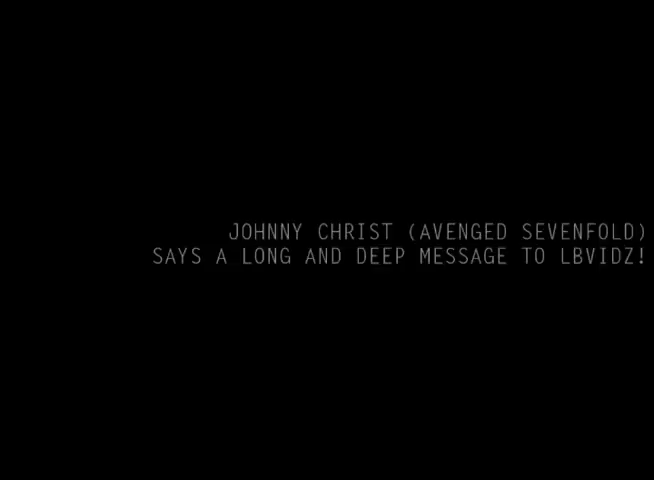 JOHNNY CHRIST (AVENGED SEVENFOLD)
SAYS A LONG AND DEEP MESSAGE TO LBVIDZ!